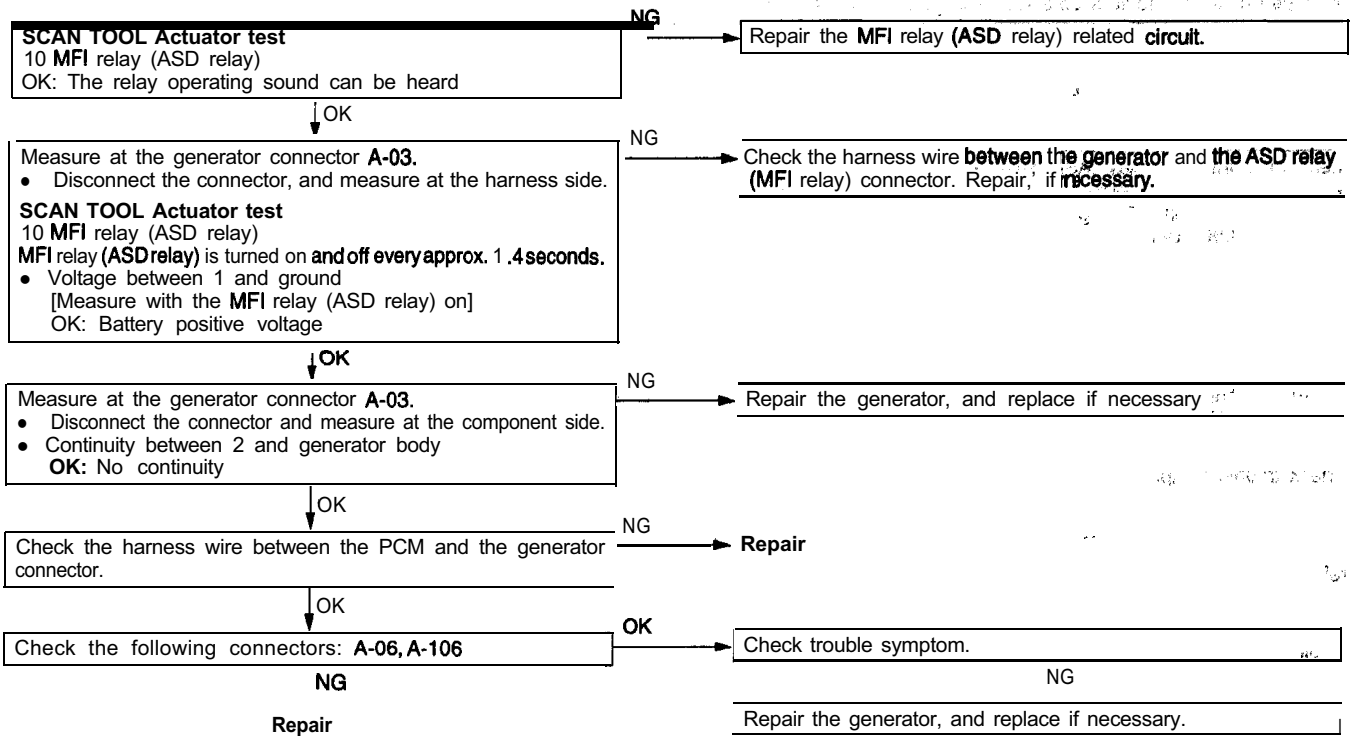 NG
SCAN TOOL Actuator test
10 MFI relay (ASD relay)
OK: The relay operating sound can be heard
Repair the MFI relay (ASD relay) related circuit.
OK
NG
Measure at the generator connector A-03.
● Disconnect the connector, and measure at the harness side.
SCAN TOOL Actuator test
10 MFI relay (ASD relay)
MFI relay (ASD relay) is turned on and off every approx. 1.4 seconds.
● Voltage between 1 and ground
[Measure with the MFI relay (ASD relay) on]
OK: Battery positive voltage
Check the harness wire between the generator and the ASD relay
(MFI relay) connector. Repair,' if necessary.
OK
NG
Measure at the generator connector A-03.
● Disconnect the connector and measure at the component side.
● Continuity between 2 and generator body
OK: No continuity
Repair the generator, and replace if necessary
OK
NG
Check the harness wire between the PCM and the generator
connector.
Repair
OK
OK
Check the following connectors: A-06, A-106
Check trouble symptom.
NG
NG
Repair
Repair the generator, and replace if necessary.